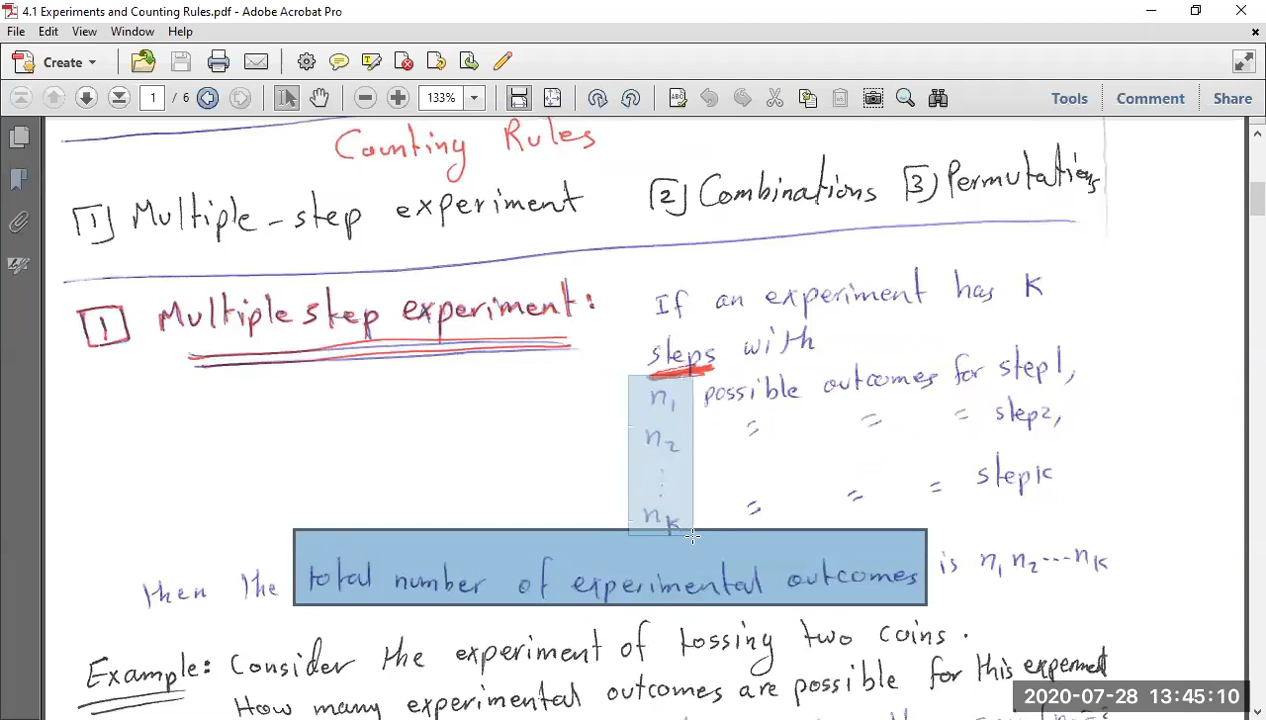 4.1 Experiments and Counting Rules.pdf - Adobe Acrobat Pro
File Edit View Window Help
Create
1 / 6 133% Tools Comment Share
Counting Rules
1 Multiple-step experiment 2 Combinations 3 Permutations
1 Multiple step experiment: If an experiment has K
steps with
n₁ possible outcomes for step 1,
n₂ = = = step 2,
⋮
nₖ = = = step K
then the total number of experimental outcomes is n₁ n₂ ... nₖ
Example: Consider the experiment of tossing two coins.
How many experimental outcomes are possible for this experment
2020-07-28 13:45:10